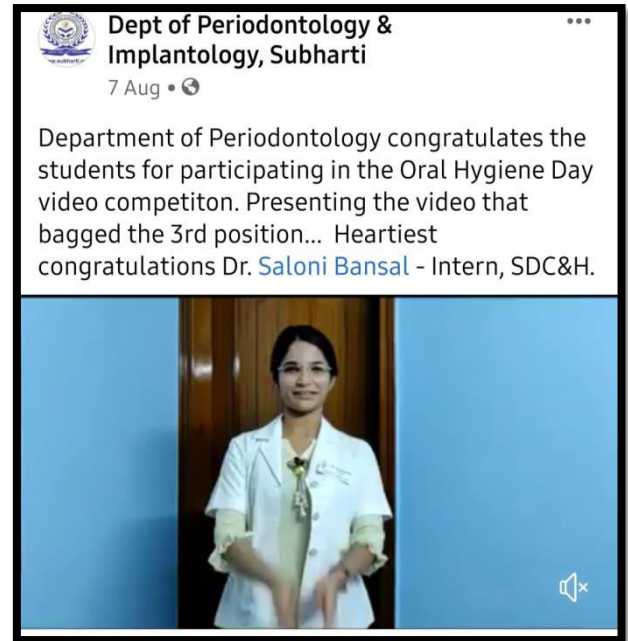 Dept of Periodontology &
Implantology, Subharti
7 Aug •
Department of Periodontology congratulates the
students for participating in the Oral Hygiene Day
video competiton. Presenting the video that
bagged the 3rd position... Heartiest
congratulations Dr. Saloni Bansal - Intern, SDC&H.